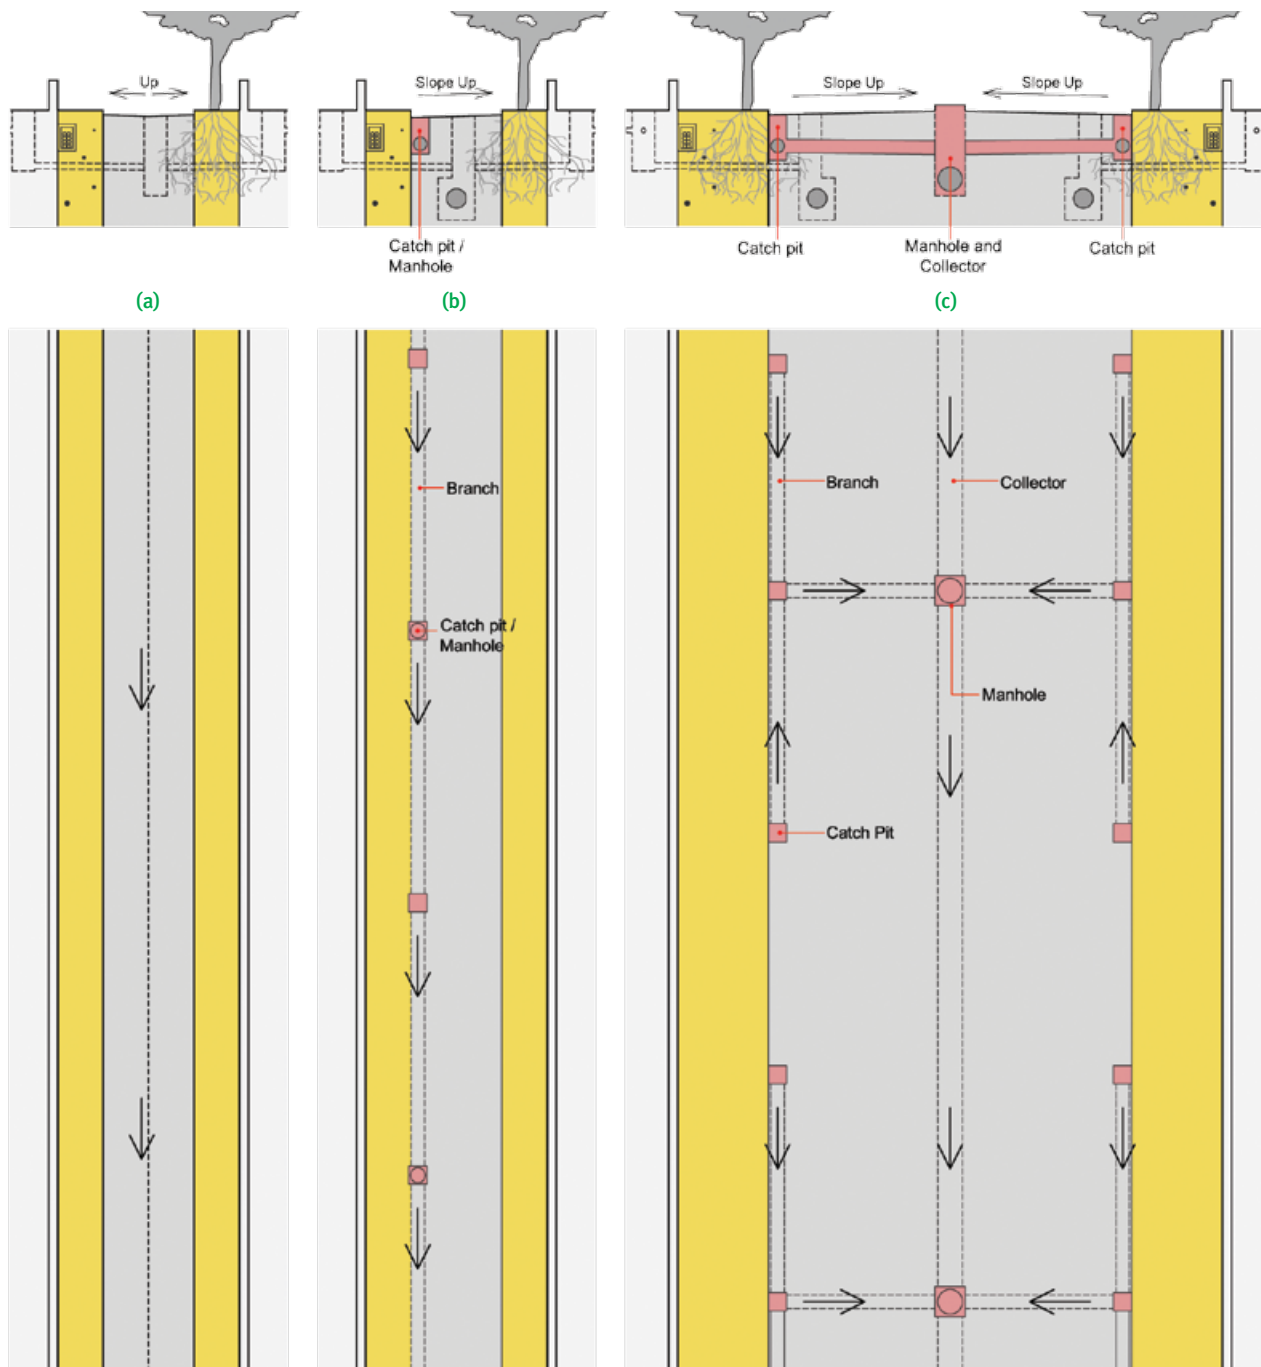 Up
Slope Up
Slope Up
Slope Up
Catch pit /
Manhole
Catch pit
Manhole and
Collector
Catch pit
(a)
(b)
(c)
Branch
Catch pit /
Manhole
Branch
Collector
Manhole
Catch Pit